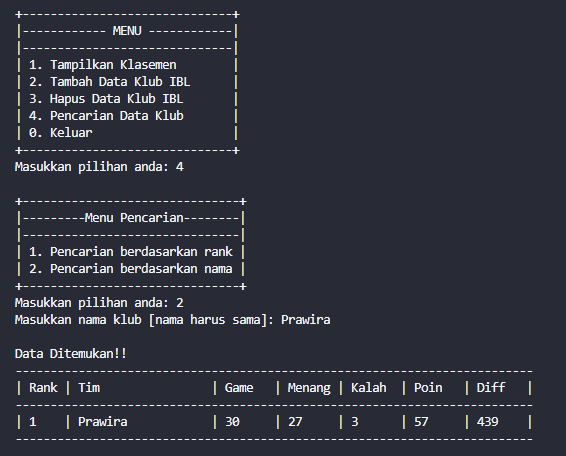 +------------------------------+
|------------ MENU ------------|
|------------------------------|
| 1. Tampilkan Klasemen        |
| 2. Tambah Data Klub IBL      |
| 3. Hapus Data Klub IBL       |
| 4. Pencarian Data Klub       |
| 0. Keluar                    |
+------------------------------+
Masukkan pilihan anda: 4
+-------------------------------+
|---------Menu Pencarian--------|
|-------------------------------|
| 1. Pencarian berdasarkan rank |
| 2. Pencarian berdasarkan nama |
+-------------------------------+
Masukkan pilihan anda: 2
Masukkan nama klub [nama harus sama]: Prawira
Data Ditemukan!!
--------------------------------------------------------------------------
| Rank | Tim                | Game   | Menang | Kalah  | Poin   | Diff   |
--------------------------------------------------------------------------
| 1    | Prawira            | 30     | 27     | 3      | 57     | 439    |
--------------------------------------------------------------------------